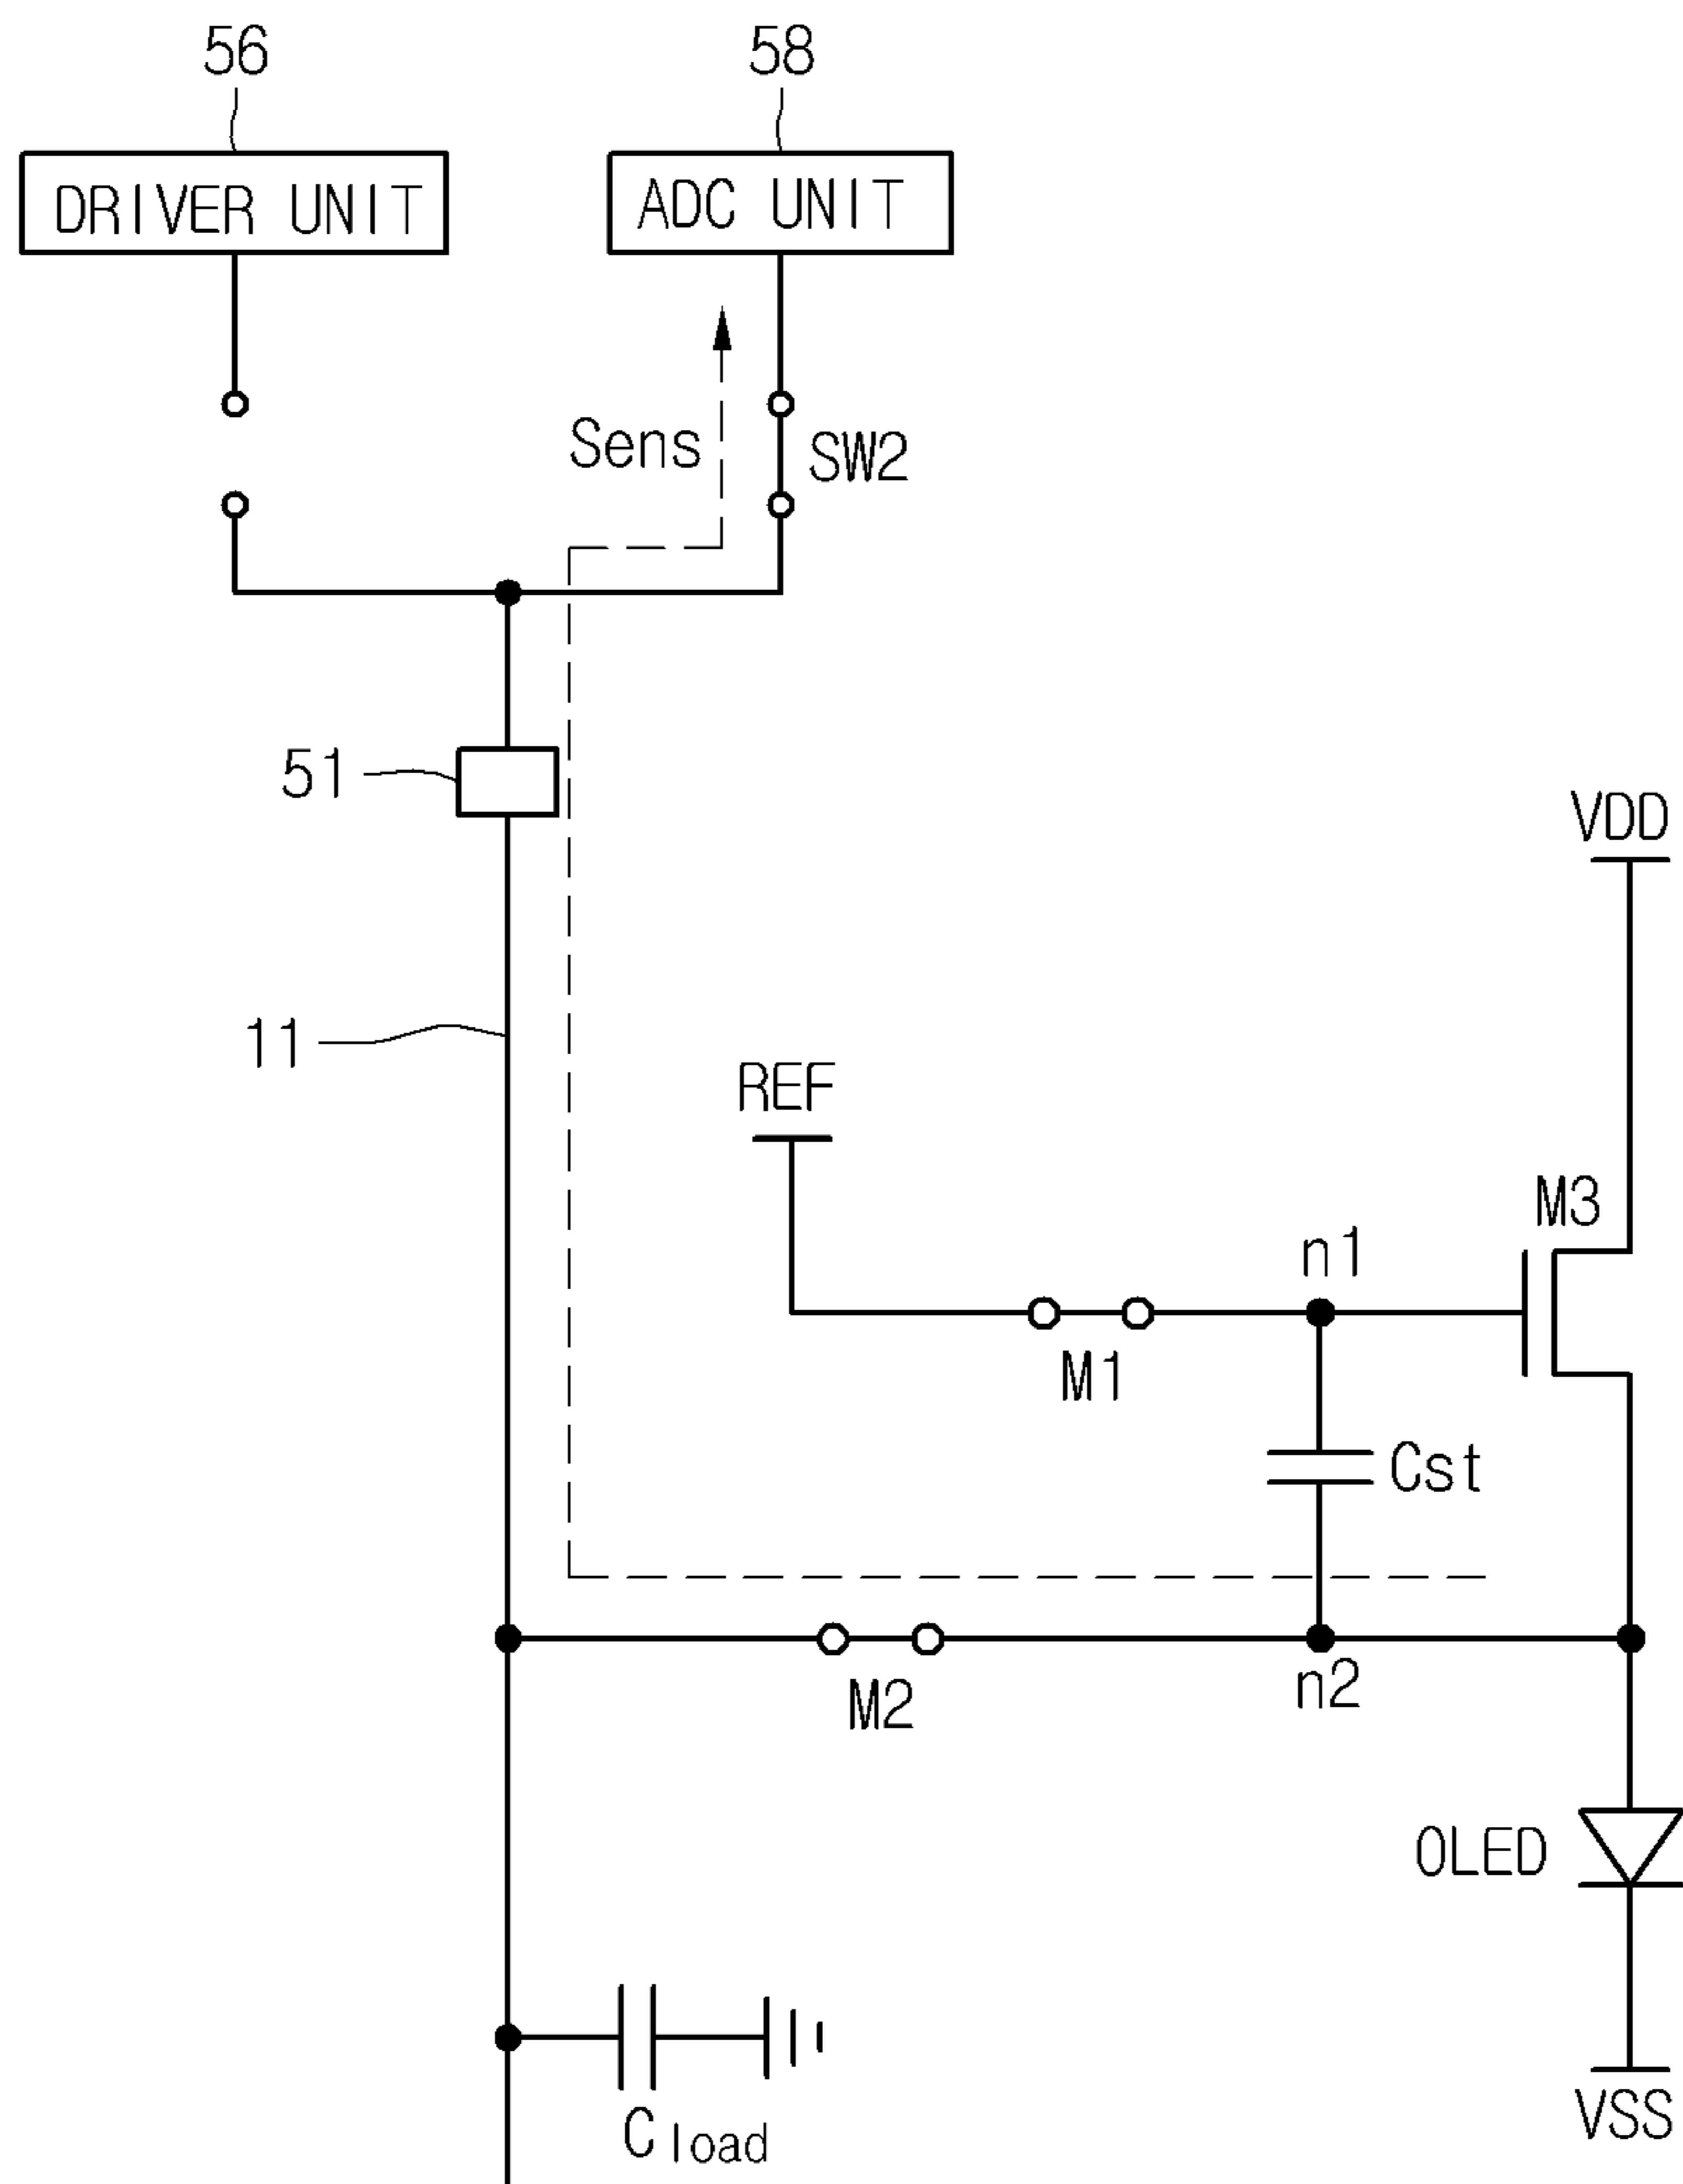 56
58
DRIVER UNIT
ADC UNIT
Sens
SW2
51
VDD
11
REF
M3
n1
M1
Cst
n2
M2
OLED
Cload
VSS